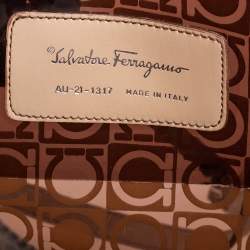 ©Salvatore Ferragamo
AU-21-1317 MADE IN ITALY